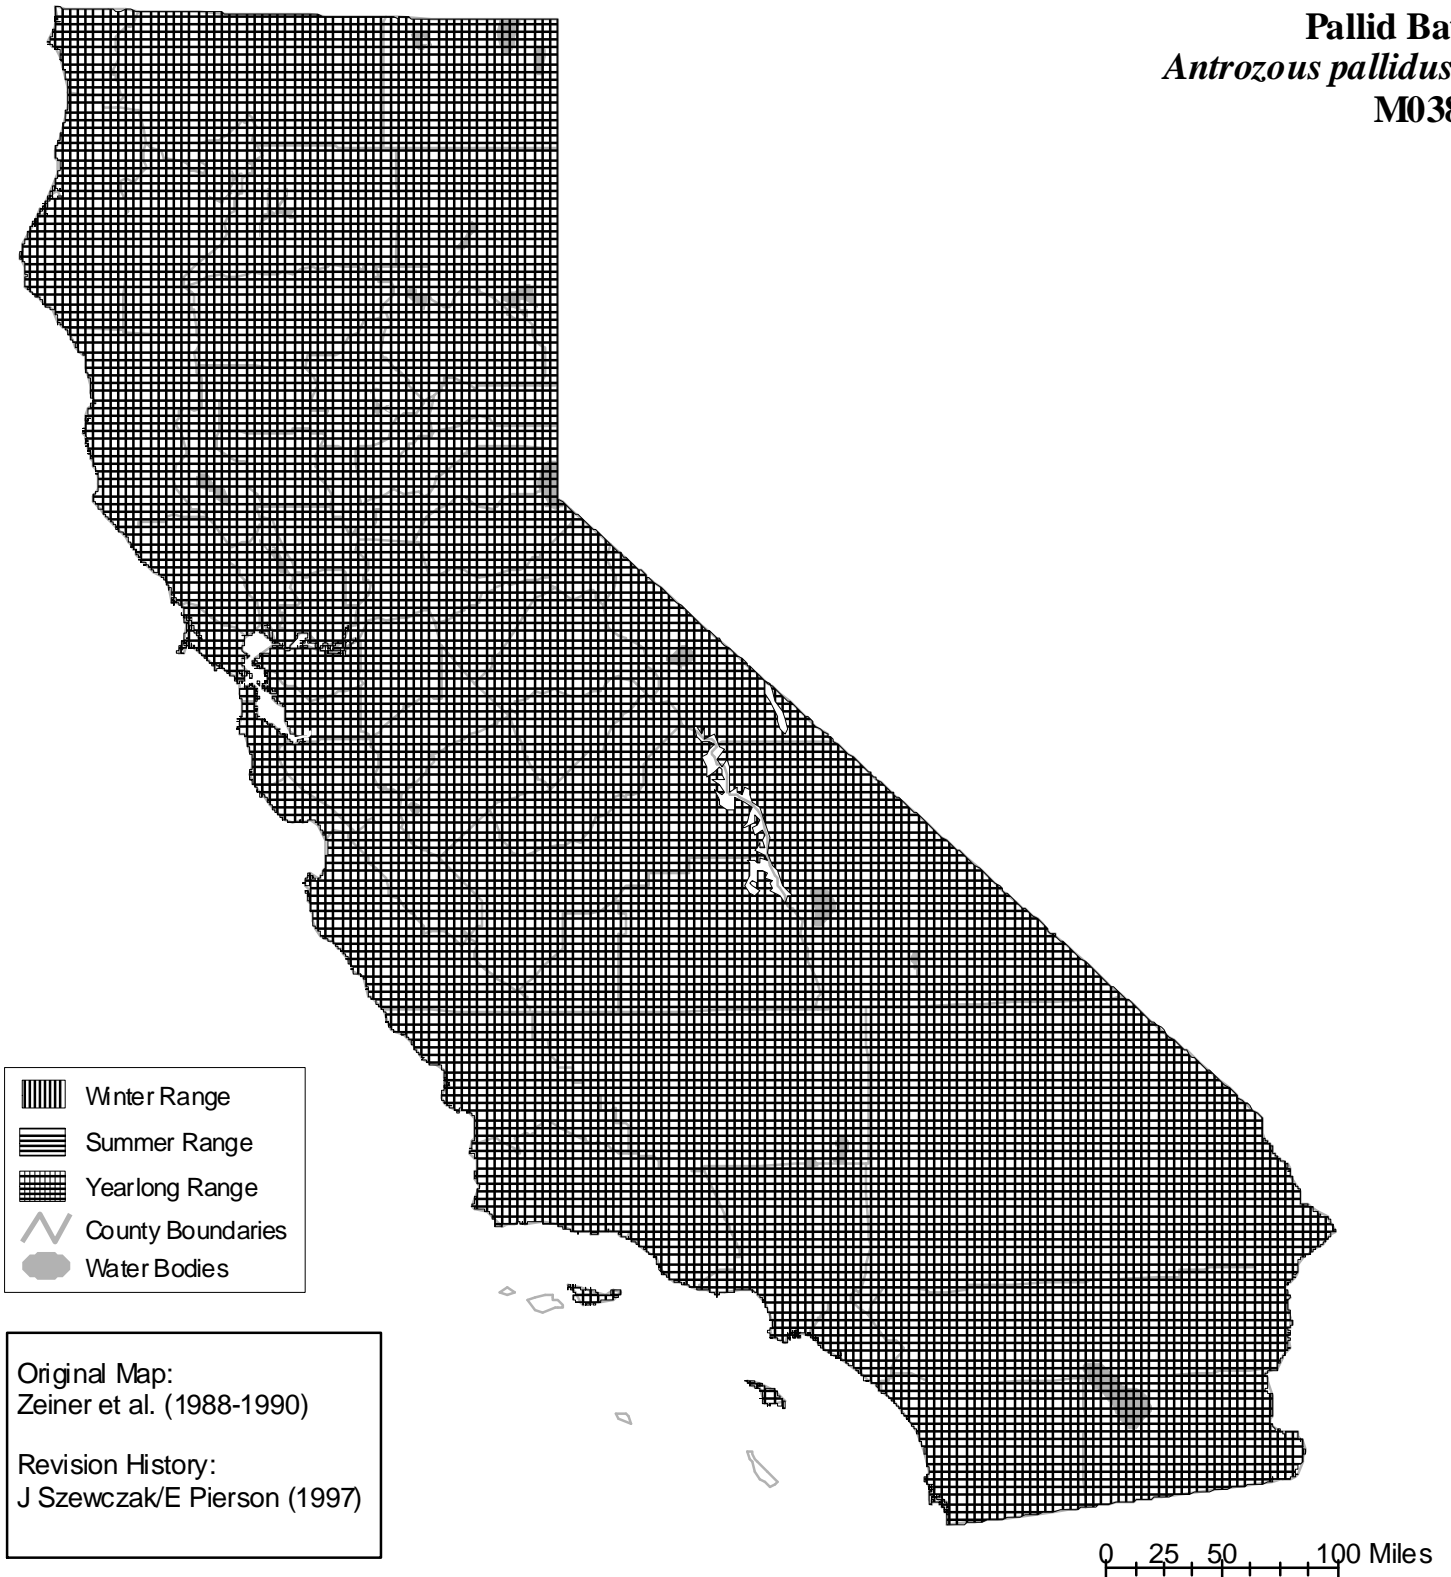 Pallid Bat
Antrozous pallidus
M038
Winter Range
Summer Range
Yearlong Range
County Boundaries
Water Bodies
Original Map:
Zeiner et al. (1988-1990)
Revision History:
J Szewczak/E Pierson (1997)
0 25 50 100 Miles